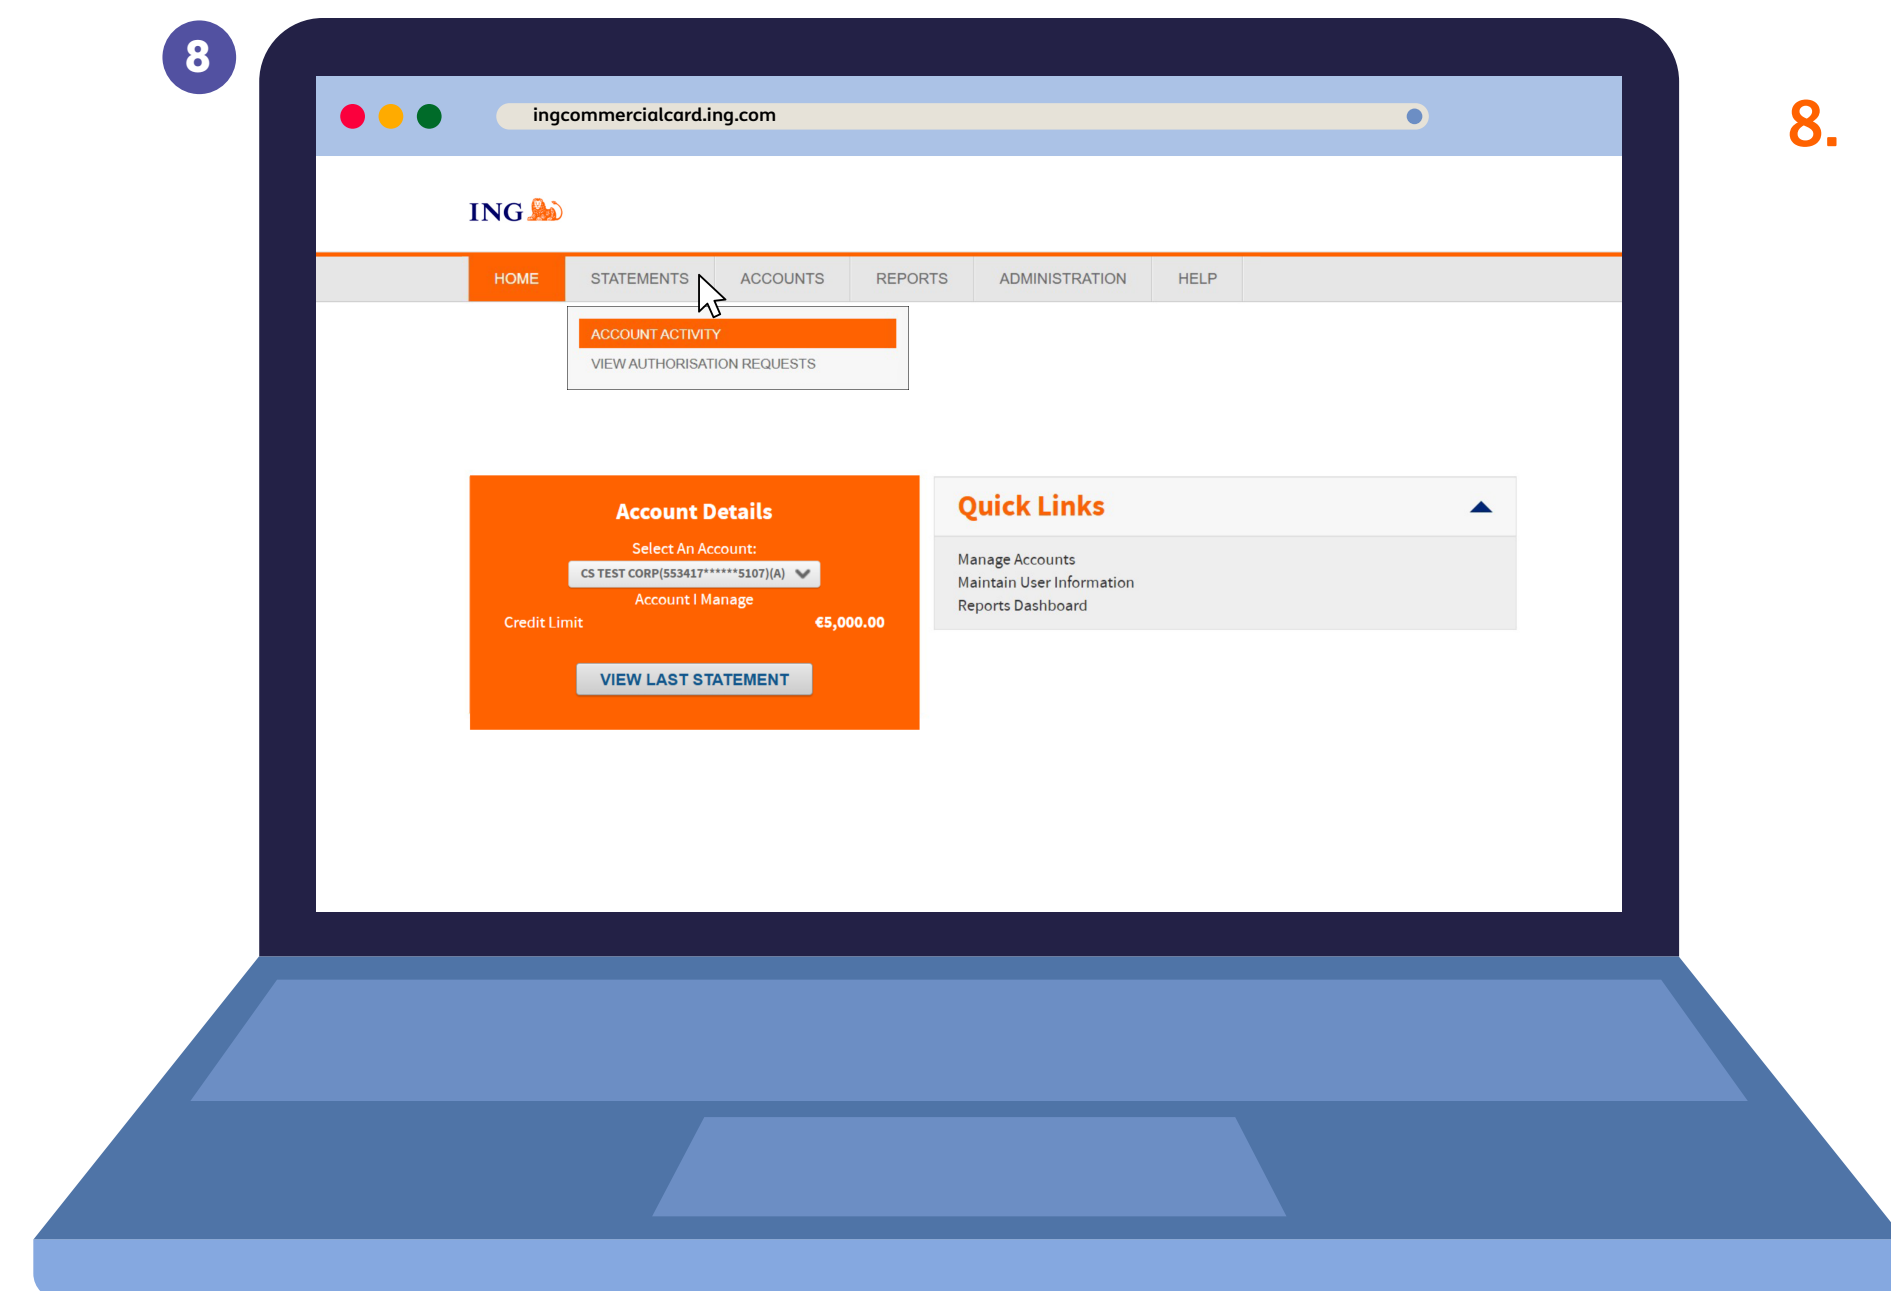 8
ingcommercialcard.ing.com
8.
ING
HOME STATEMENTS ACCOUNTS REPORTS ADMINISTRATION HELP
ACCOUNT ACTIVITY
VIEW AUTHORISATION REQUESTS
Account Details
Select An Account:
CS TEST CORP(553417******5107)(A)
Account I Manage
Credit Limit €5,000.00
VIEW LAST STATEMENT
Quick Links
Manage Accounts
Maintain User Information
Reports Dashboard